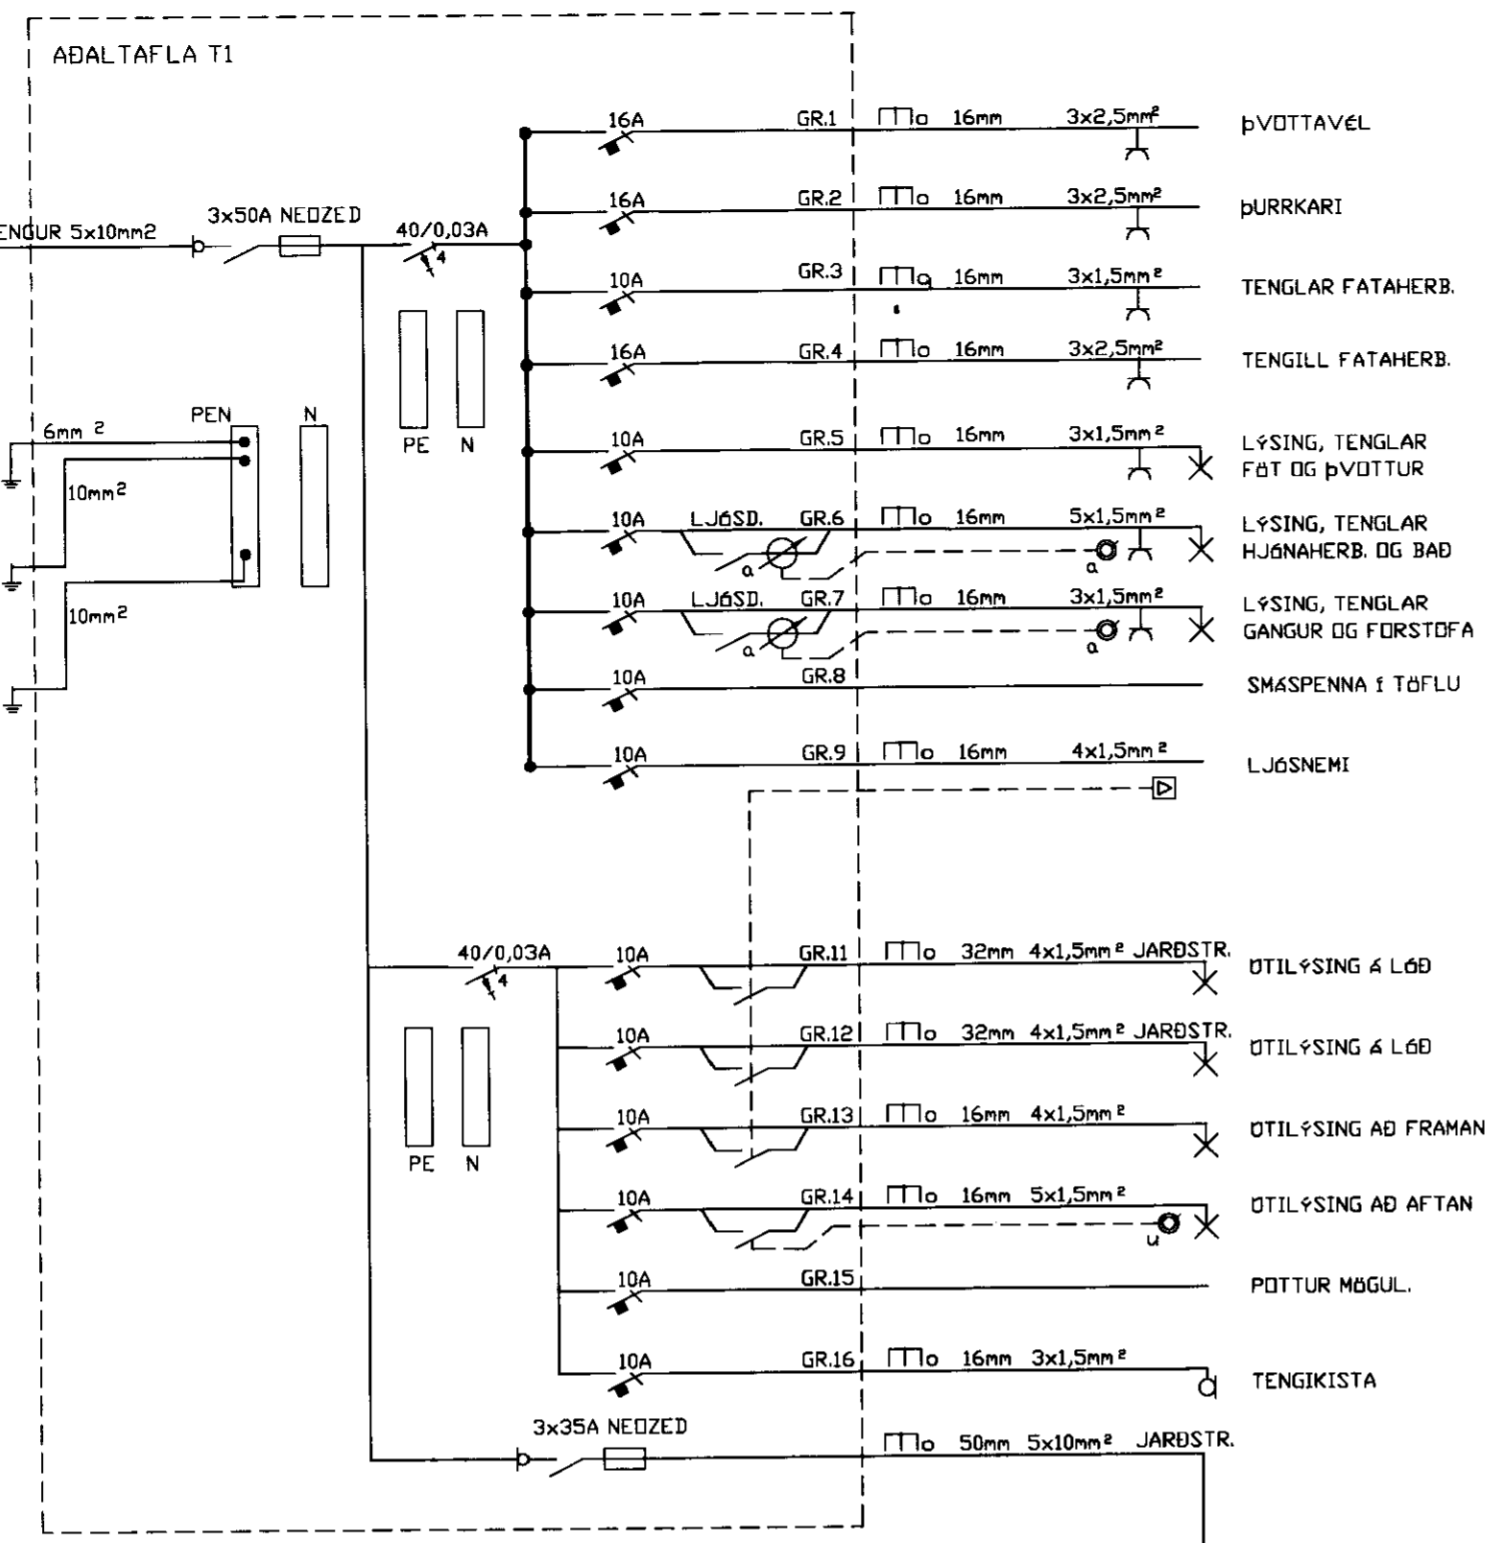 AÐALTAFLA T1
16A GR.1 16mm 3x2,5mm² ÞVOTTAVÉL
16A GR.2 16mm 3x2,5mm² ÞURRKARI
3x50A NEOZED
ENGUR 5x10mm2
40/0,03A
4
10A GR.3 16mm 3x1,5mm² TENGLAR FATAHERB.
16A GR.4 16mm 3x2,5mm² TENGILL FATAHERB.
PE N
PEN N
6mm 2
10mm2
10mm2
10A GR.5 16mm 3x1,5mm² LÝSING, TENGLAR
FÖT OG ÞVOTTUR
10A LJÓSD. GR.6 16mm 5x1,5mm² LÝSING, TENGLAR
a a HJÓNAHERB. OG BAÐ
10A LJÓSD. GR.7 16mm 3x1,5mm² LÝSING, TENGLAR
a a GANGUR OG FORSTOFA
10A GR.8 SMÁSPENNA Í TÖFLU
10A GR.9 16mm 4x1,5mm² LJÓSNEMI
40/0,03A
4
10A GR.11 32mm 4x1,5mm² JARÐSTR. ÚTILÝSING Á LÓÐ
10A GR.12 32mm 4x1,5mm² JARÐSTR. ÚTILÝSING Á LÓÐ
PE N
10A GR.13 16mm 4x1,5mm² ÚTILÝSING AÐ FRAMAN
10A GR.14 16mm 5x1,5mm² ÚTILÝSING AÐ AFTAN
u
10A GR.15 POTTUR MÖGUL.
10A GR.16 16mm 3x1,5mm² TENGIKISTA
3x35A NEOZED
50mm 5x10mm² JARÐSTR.